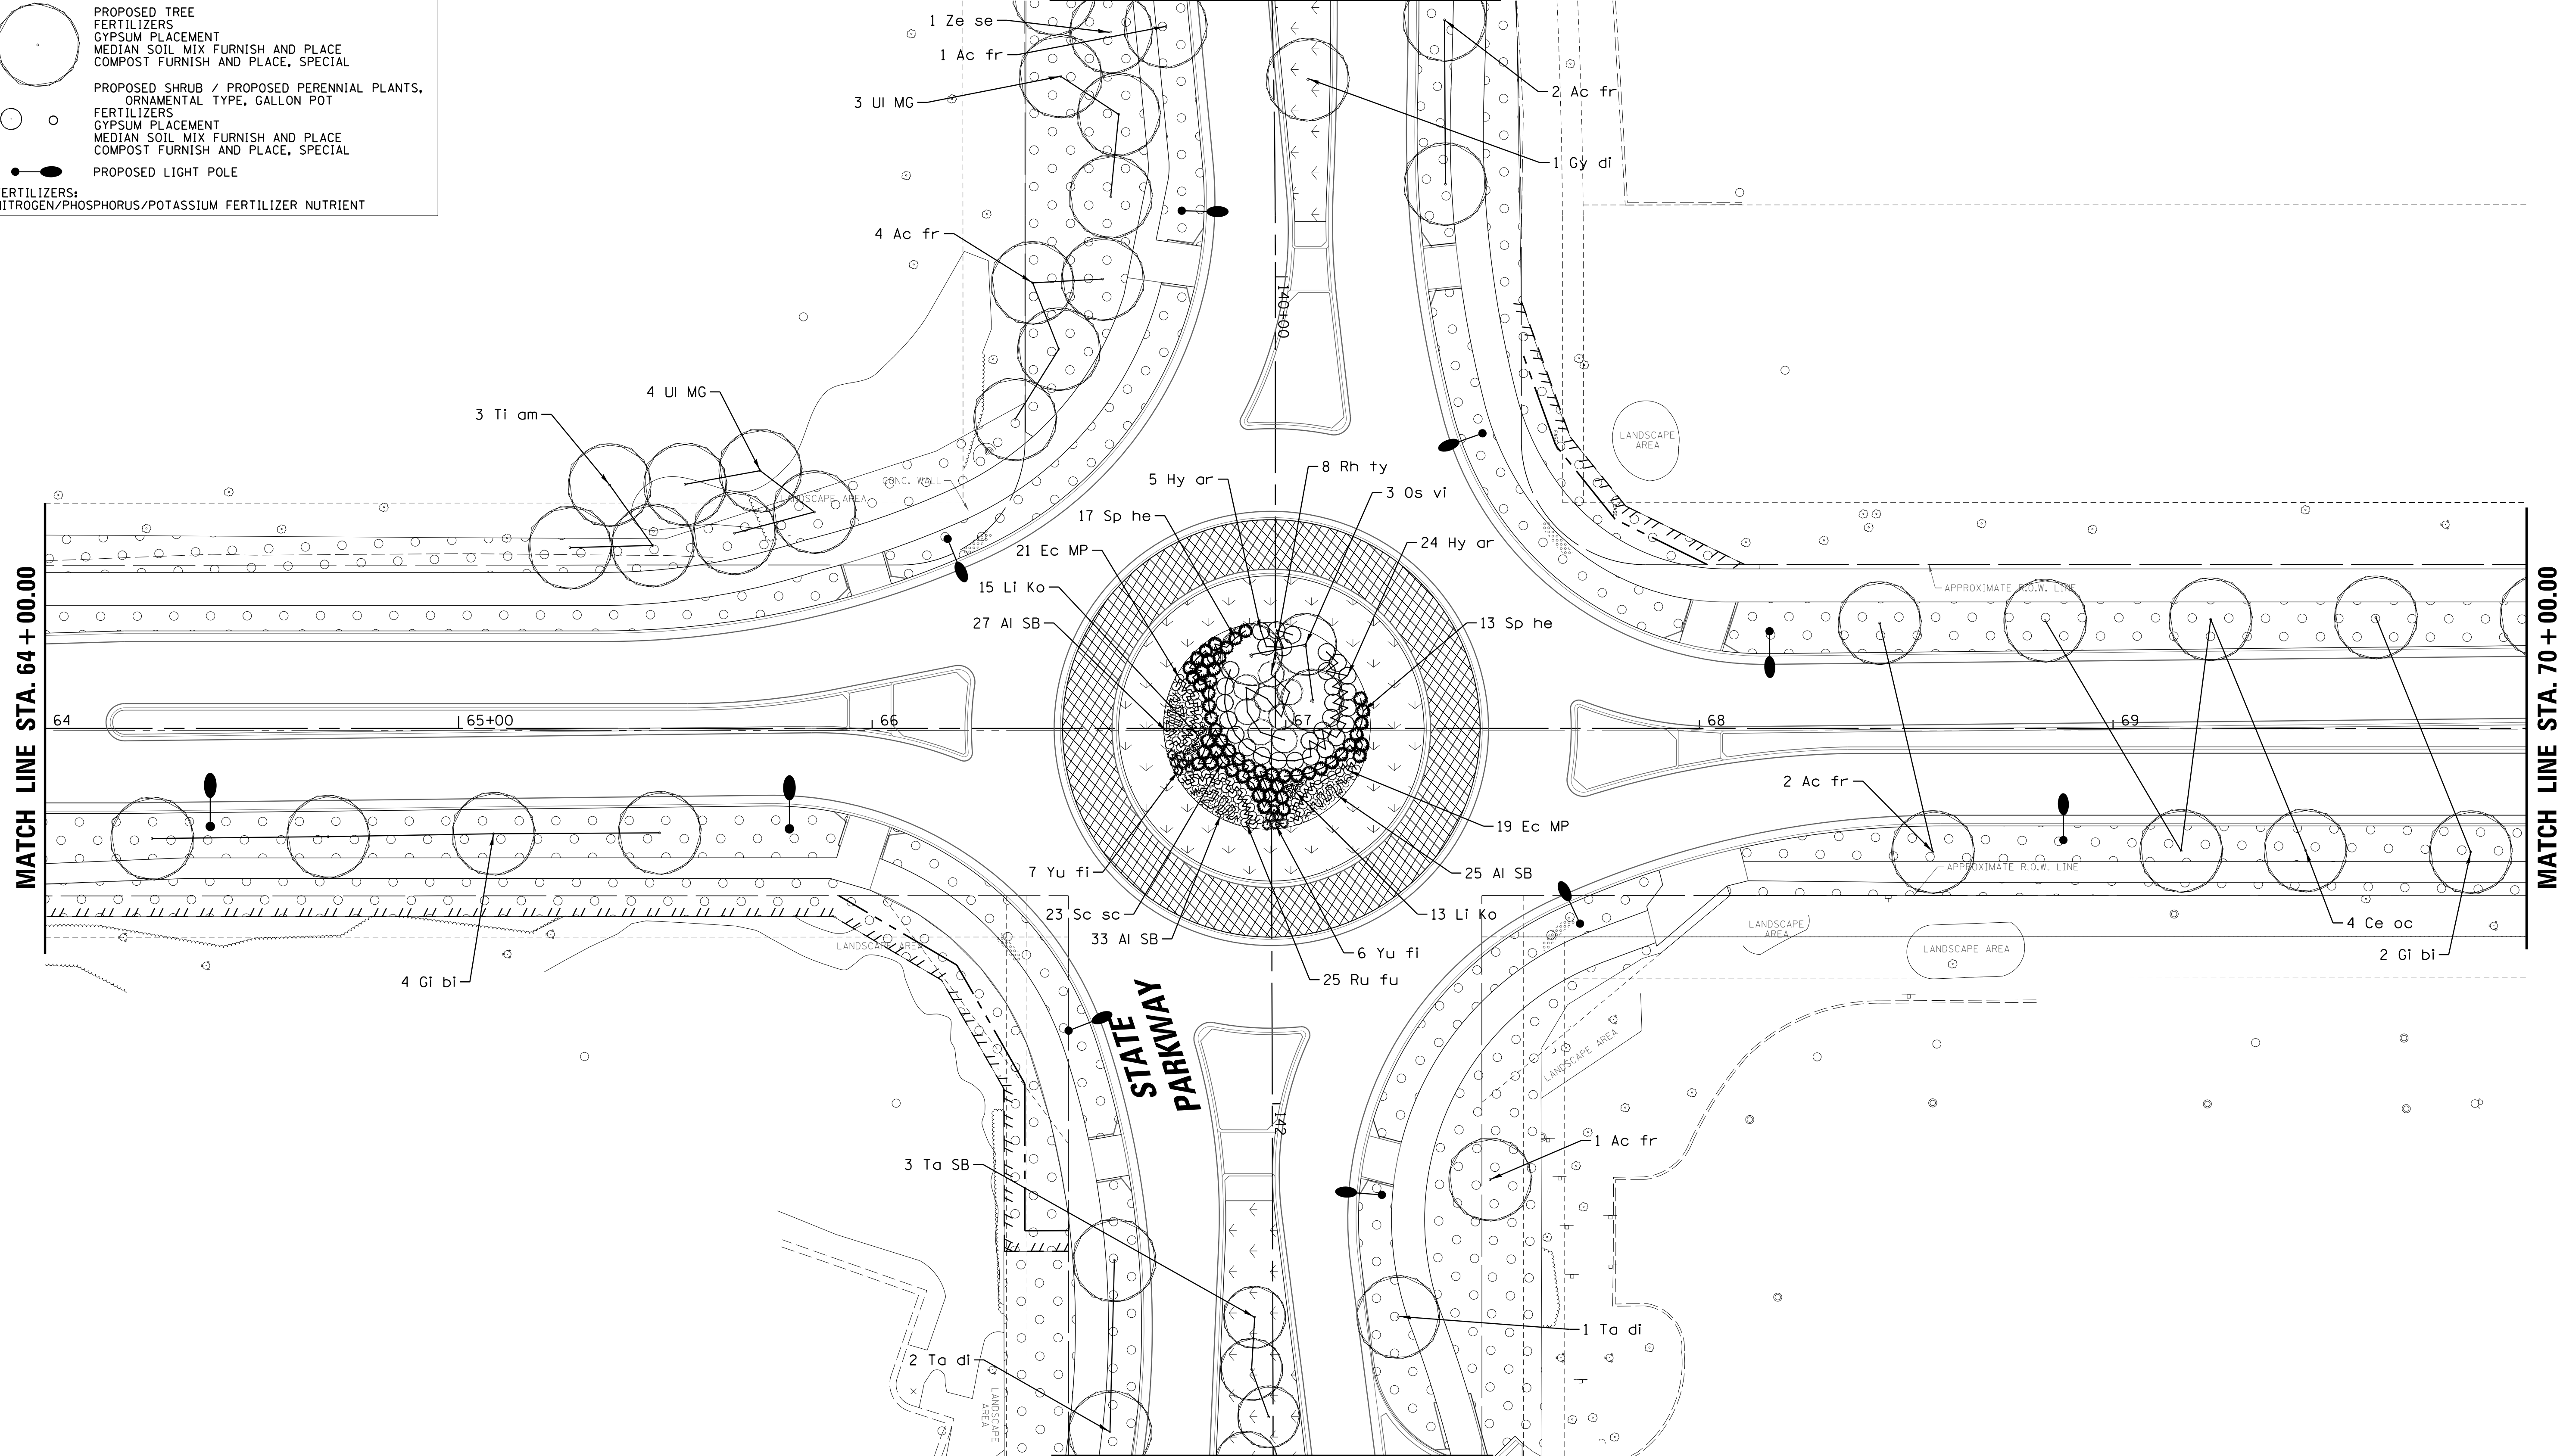 PROPOSED TREE
FERTILIZERS
GYPSUM PLACEMENT
MEDIAN SOIL MIX FURNISH AND PLACE
COMPOST FURNISH AND PLACE, SPECIAL
PROPOSED SHRUB / PROPOSED PERENNIAL PLANTS,
ORNAMENTAL TYPE, GALLON POT
FERTILIZERS
GYPSUM PLACEMENT
MEDIAN SOIL MIX FURNISH AND PLACE
COMPOST FURNISH AND PLACE, SPECIAL
PROPOSED LIGHT POLE
ERTILIZERS:
NITROGEN/PHOSPHORUS/POTASSIUM FERTILIZER NUTRIENT
1 Ze se
1 Ac fr
3 Ul MG
2 Ac fr
1 Gy di
4 Ac fr
140+00
4 Ul MG
3 Ti am
LANDSCAPE
AREA
CONC. WALL
NDSCAPE AREA
8 Rh ty
5 Hy ar
3 Os vi
17 Sp he
21 Ec MP
24 Hy ar
15 Li Ko
27 Al SB
13 Sp he
APPROXIMATE R.O.W. LINE
MATCH LINE STA. 64+00.00
MATCH LINE STA. 70+00.00
64
65+00
66
67
68
69
2 Ac fr
19 Ec MP
7 Yu fi
25 Al SB
APPROXIMATE R.O.W. LINE
23 Sc sc
13 Li Ko
33 Al SB
6 Yu fi
25 Ru fu
LANDSCAPE AREA
4 Gi bi
LANDSCAPE
AREA
LANDSCAPE AREA
4 Ce oc
2 Gi bi
STATE
PARKWAY
LANDSCAPE AREA
142
1 Ac fr
3 Ta SB
1 Ta di
2 Ta di
LANDSCAPE
AREA